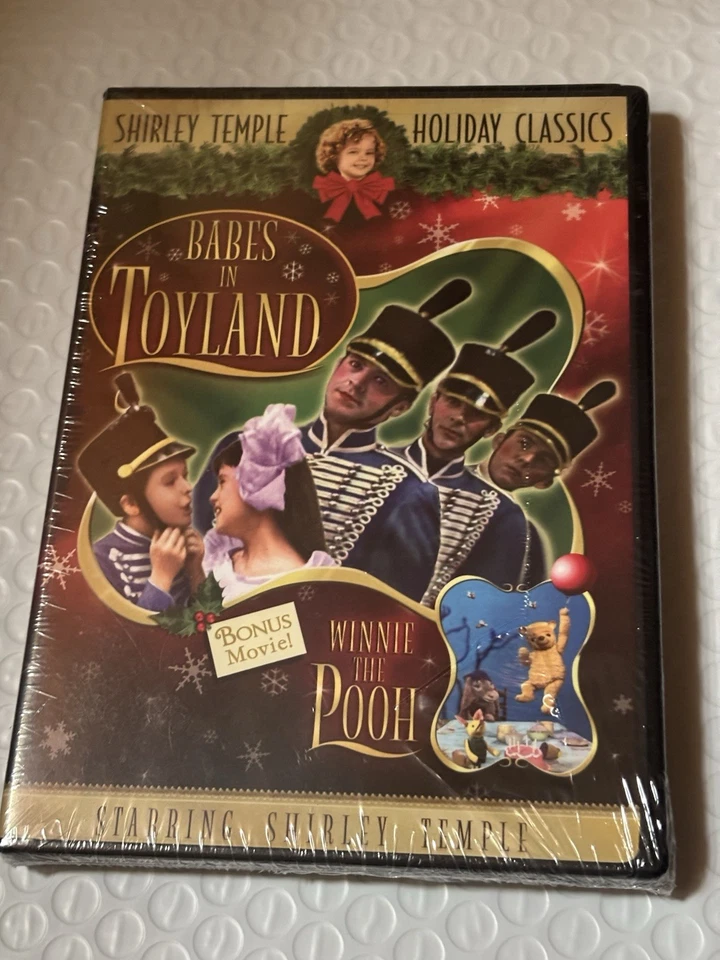 SHIRLEY TEMPLE HOLIDAY CLASSICS
BABES
IN
TOYLAND
BONUS
Movie!
WINNIE
THE
POOH
STARRING SHIRLEY TEMPLE